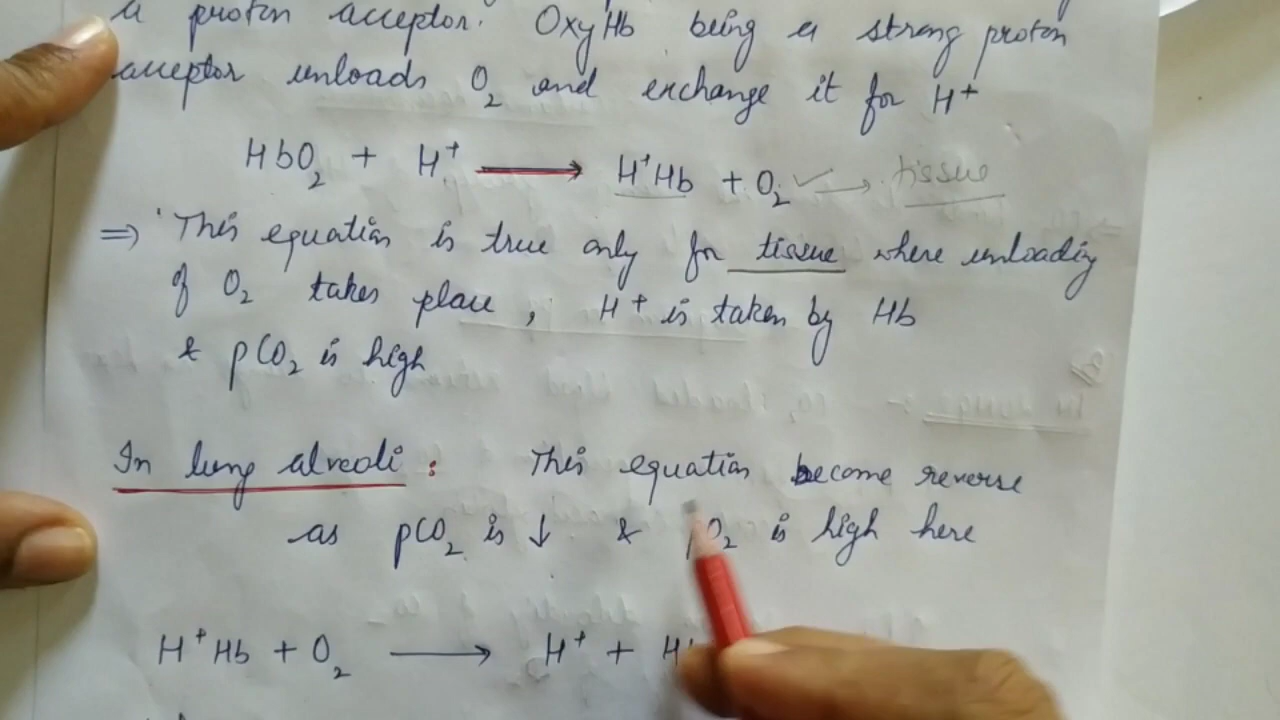 a proton acceptor. OxyHb being a strong proton
acceptor unloads O₂ and exchange it for H⁺
HbO₂ + H⁺ ⟶ H⁺Hb + O₂ ✓→ tissue
⇒ This equation is true only for tissue where unloading
of O₂ takes place, H⁺ is taken by Hb
& pCO₂ is high
In lung alveoli : This equation become reverse
as pCO₂ is ↓ & pO₂ is high here
H⁺Hb + O₂ ⟶ H⁺ +